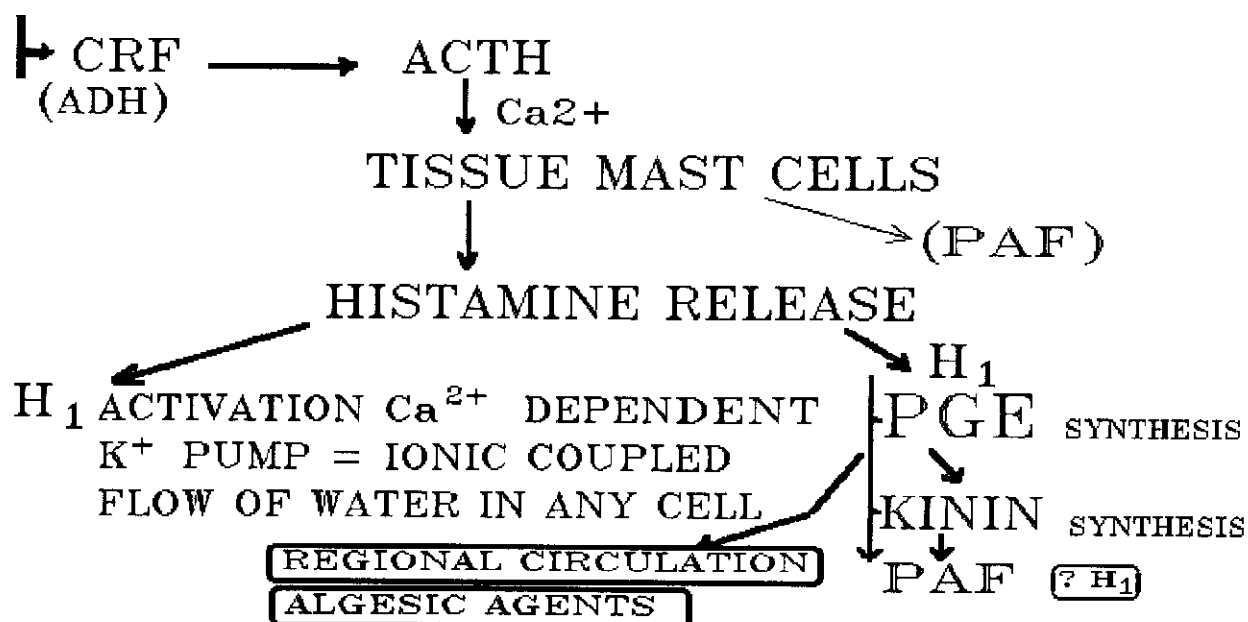 CRF
ACTH
(ADH)
Ca2+
TISSUE MAST CELLS
(PAF)
HISTAMINE RELEASE
H₁
H₁ ACTIVATION Ca²⁺ DEPENDENT
K⁺ PUMP = IONIC COUPLED
FLOW OF WATER IN ANY CELL
PGE SYNTHESIS
KININ SYNTHESIS
PAF ? H₁
REGIONAL CIRCULATION
ALGESIC AGENTS